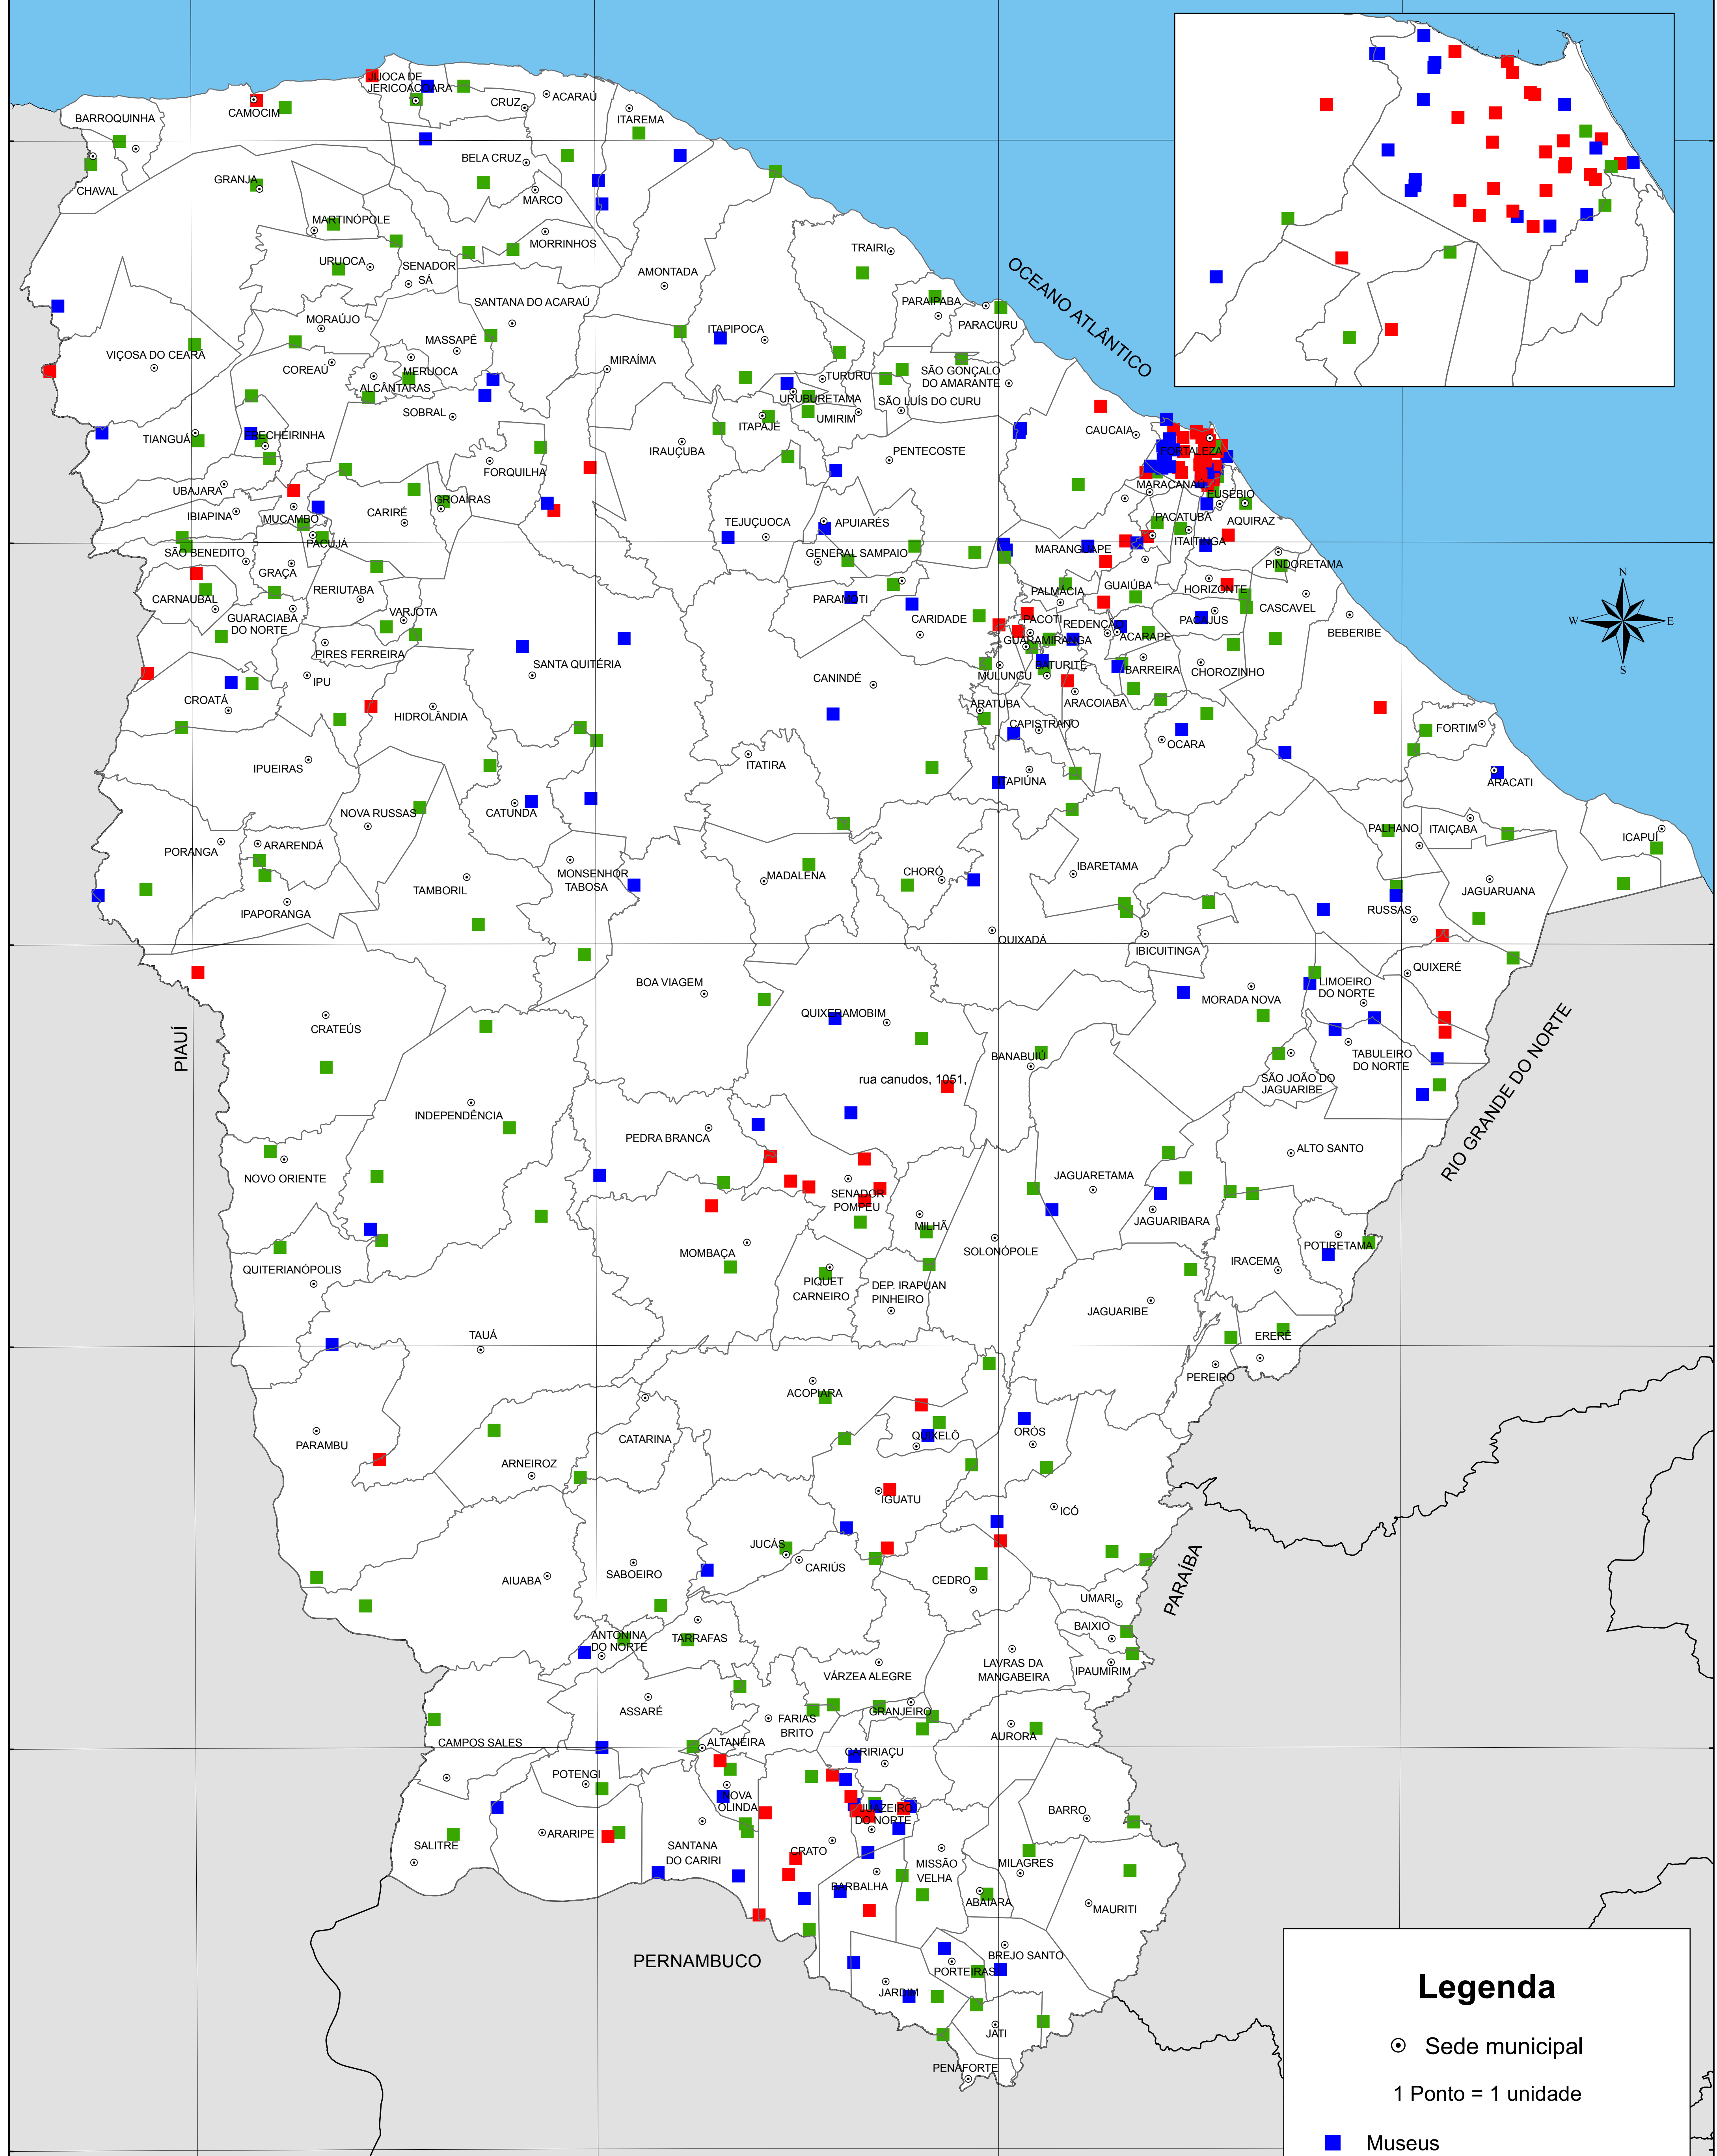 JIJOCA DE
JERICOACOARA
CRUZ
ACARAÚ
CAMOCIM
BARROQUINHA
ITAREMA
BELA CRUZ
CHAVAL
GRANJA
MARCO
MARTINÓPOLE
MORRINHOS
TRAIRI
URUOCA
SENADOR
SÁ
AMONTADA
OCEANO ATLÂNTICO
SANTANA DO ACARAÚ
PARAIPABA
PARACURU
MORAÚJO
ITAPIPOCA
MASSAPÊ
VIÇOSA DO CEARÁ
MIRAÍMA
COREAÚ
MERUOCA
TURURU
SÃO GONÇALO
DO AMARANTE
ALCÂNTARAS
URUBURETAMA
SÃO LUÍS DO CURU
SOBRAL
UMIRIM
ITAPAJÉ
CAUCAIA
TIANGUÁ
FRECHEIRINHA
IRAUÇUBA
PENTECOSTE
FORTALEZA
FORQUILHA
MARACANAÚ
UBAJARA
EUSÉBIO
GROAÍRAS
IBIAPINA
MUCAMBO
CARIRÉ
TEJUÇUOCA
APUIARÉS
PACATUBA
AQUIRAZ
PACUJÁ
ITAITINGA
SÃO BENEDITO
GENERAL SAMPAIO
MARANGUAPE
PINDORETAMA
GRAÇA
GUAIÚBA
HORIZONTE
N
RERIUTABA
PALMÁCIA
CARNAUBAL
PARAMOTI
CASCAVEL
VARJOTA
GUARACIABA
DO NORTE
CARIDADE
PACOTI
REDENÇÃO
PACAJUS
W
E
BEBERIBE
GUARAMIRANGA
ACARAPE
PIRES FERREIRA
SANTA QUITÉRIA
BATURITÉ
BARREIRA
CHOROZINHO
S
IPU
CANINDÉ
MULUNGU
CROATÁ
ARATUBA
ARACOIABA
HIDROLÂNDIA
CAPISTRANO
FORTIM
OCARA
IPUEIRAS
ITATIRA
ITAPIÚNA
ARACATI
NOVA RUSSAS
CATUNDA
PALHANO
ITAIÇABA
ICAPUÍ
PORANGA
ARARENDÁ
IBARETAMA
MONSENHOR
TABOSA
MADALENA
CHORÓ
TAMBORIL
JAGUARUANA
IPAPORANGA
RUSSAS
QUIXADÁ
IBICUITINGA
BOA VIAGEM
QUIXERÉ
LIMOEIRO
DO NORTE
MORADA NOVA
QUIXERAMOBIM
CRATEÚS
PIAUÍ
BANABUIÚ
TABULEIRO
DO NORTE
rua canudos, 1051,
SÃO JOÃO DO
JAGUARIBE
RIO GRANDE DO NORTE
INDEPENDÊNCIA
PEDRA BRANCA
ALTO SANTO
NOVO ORIENTE
JAGUARETAMA
SENADOR
POMPEU
JAGUARIBARA
MILHÃ
MOMBAÇA
SOLONÓPOLE
POTIRETAMA
IRACEMA
QUITERIANÓPOLIS
PIQUET
CARNEIRO
DEP. IRAPUAN
PINHEIRO
JAGUARIBE
TAUÁ
ERERÊ
PEREIRO
ACOPIARA
PARAMBU
CATARINA
QUIXELÔ
ORÓS
ARNEIROZ
IGUATU
ICÓ
JUCÁS
CARIÚS
AIUABA
SABOEIRO
CEDRO
PARAÍBA
UMARI
BAIXIO
ANTONINA
DO NORTE
TARRAFAS
LAVRAS DA
MANGABEIRA
IPAUMIRIM
VÁRZEA ALEGRE
ASSARÉ
GRANJEIRO
FARIAS
BRITO
AURORA
CAMPOS SALES
ALTANEIRA
CARIRIAÇU
POTENGI
NOVA
OLINDA
JUAZEIRO
DO NORTE
BARRO
ARARIPE
SALITRE
SANTANA
DO CARIRI
CRATO
MISSÃO
VELHA
MILAGRES
BARBALHA
ABAIARA
MAURITI
PERNAMBUCO
BREJO SANTO
PORTEIRAS
JARDIM
JATI
PENAFORTE
Legenda
Sede municipal
1 Ponto = 1 unidade
Museus